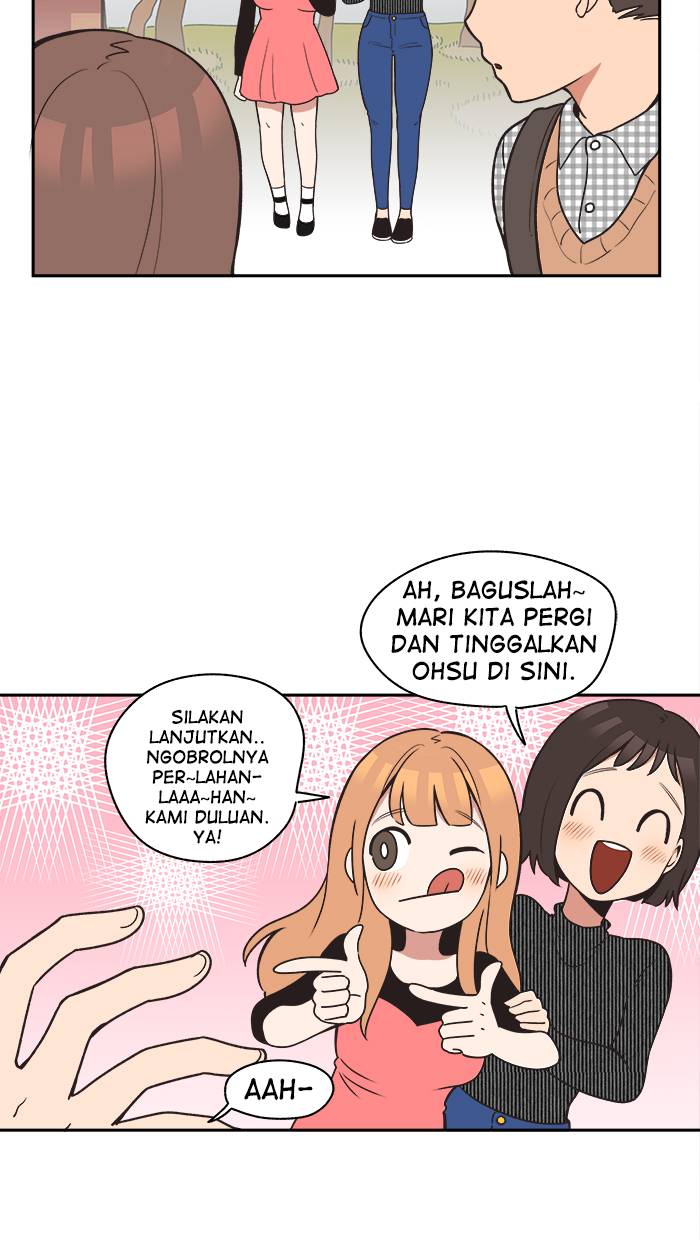 AH, BAGUSLAH~
MARI KITA PERGI
DAN TINGGALKAN
OHSU DI SINI.
SILAKAN
LANJUTKAN..
NGOBROLNYA
PER~LAHAN-
LAAA~HAN~
KAMI DULUAN.
YA!
AAH-